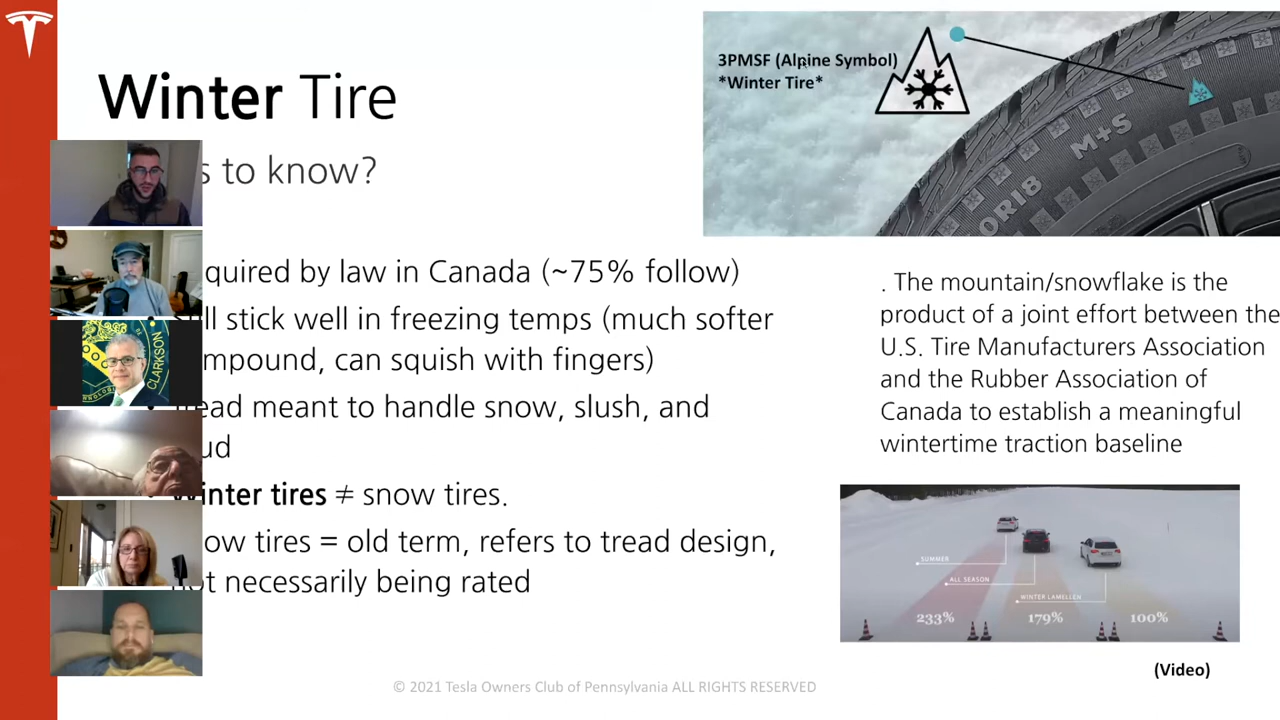 Winter Tire
s to know?
quired by law in Canada (~75% follow)
ll stick well in freezing temps (much softer
mpound, can squish with fingers)
ead meant to handle snow, slush, and
ud
Winter tires ≠ snow tires.
ow tires = old term, refers to tread design,
not necessarily being rated
3PMSF (Alpine Symbol)
*Winter Tire*
M+S
0R18
. The mountain/snowflake is the
product of a joint effort between the
U.S. Tire Manufacturers Association
and the Rubber Association of
Canada to establish a meaningful
wintertime traction baseline
SUMMER
ALL SEASON
WINTER LAMELLEN
233%
179%
100%
(Video)
CLARKSON
© 2021 Tesla Owners Club of Pennsylvania ALL RIGHTS RESERVED